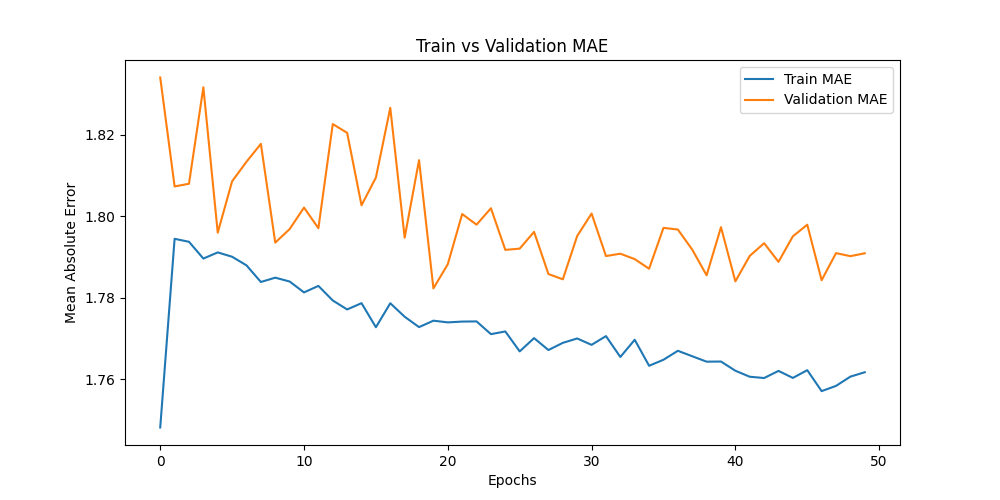 Train vs Validation MAE
Train MAE
Validation MAE
1.82
1.80
1.78
1.76
Mean Absolute Error
0
10
20
30
40
50
Epochs